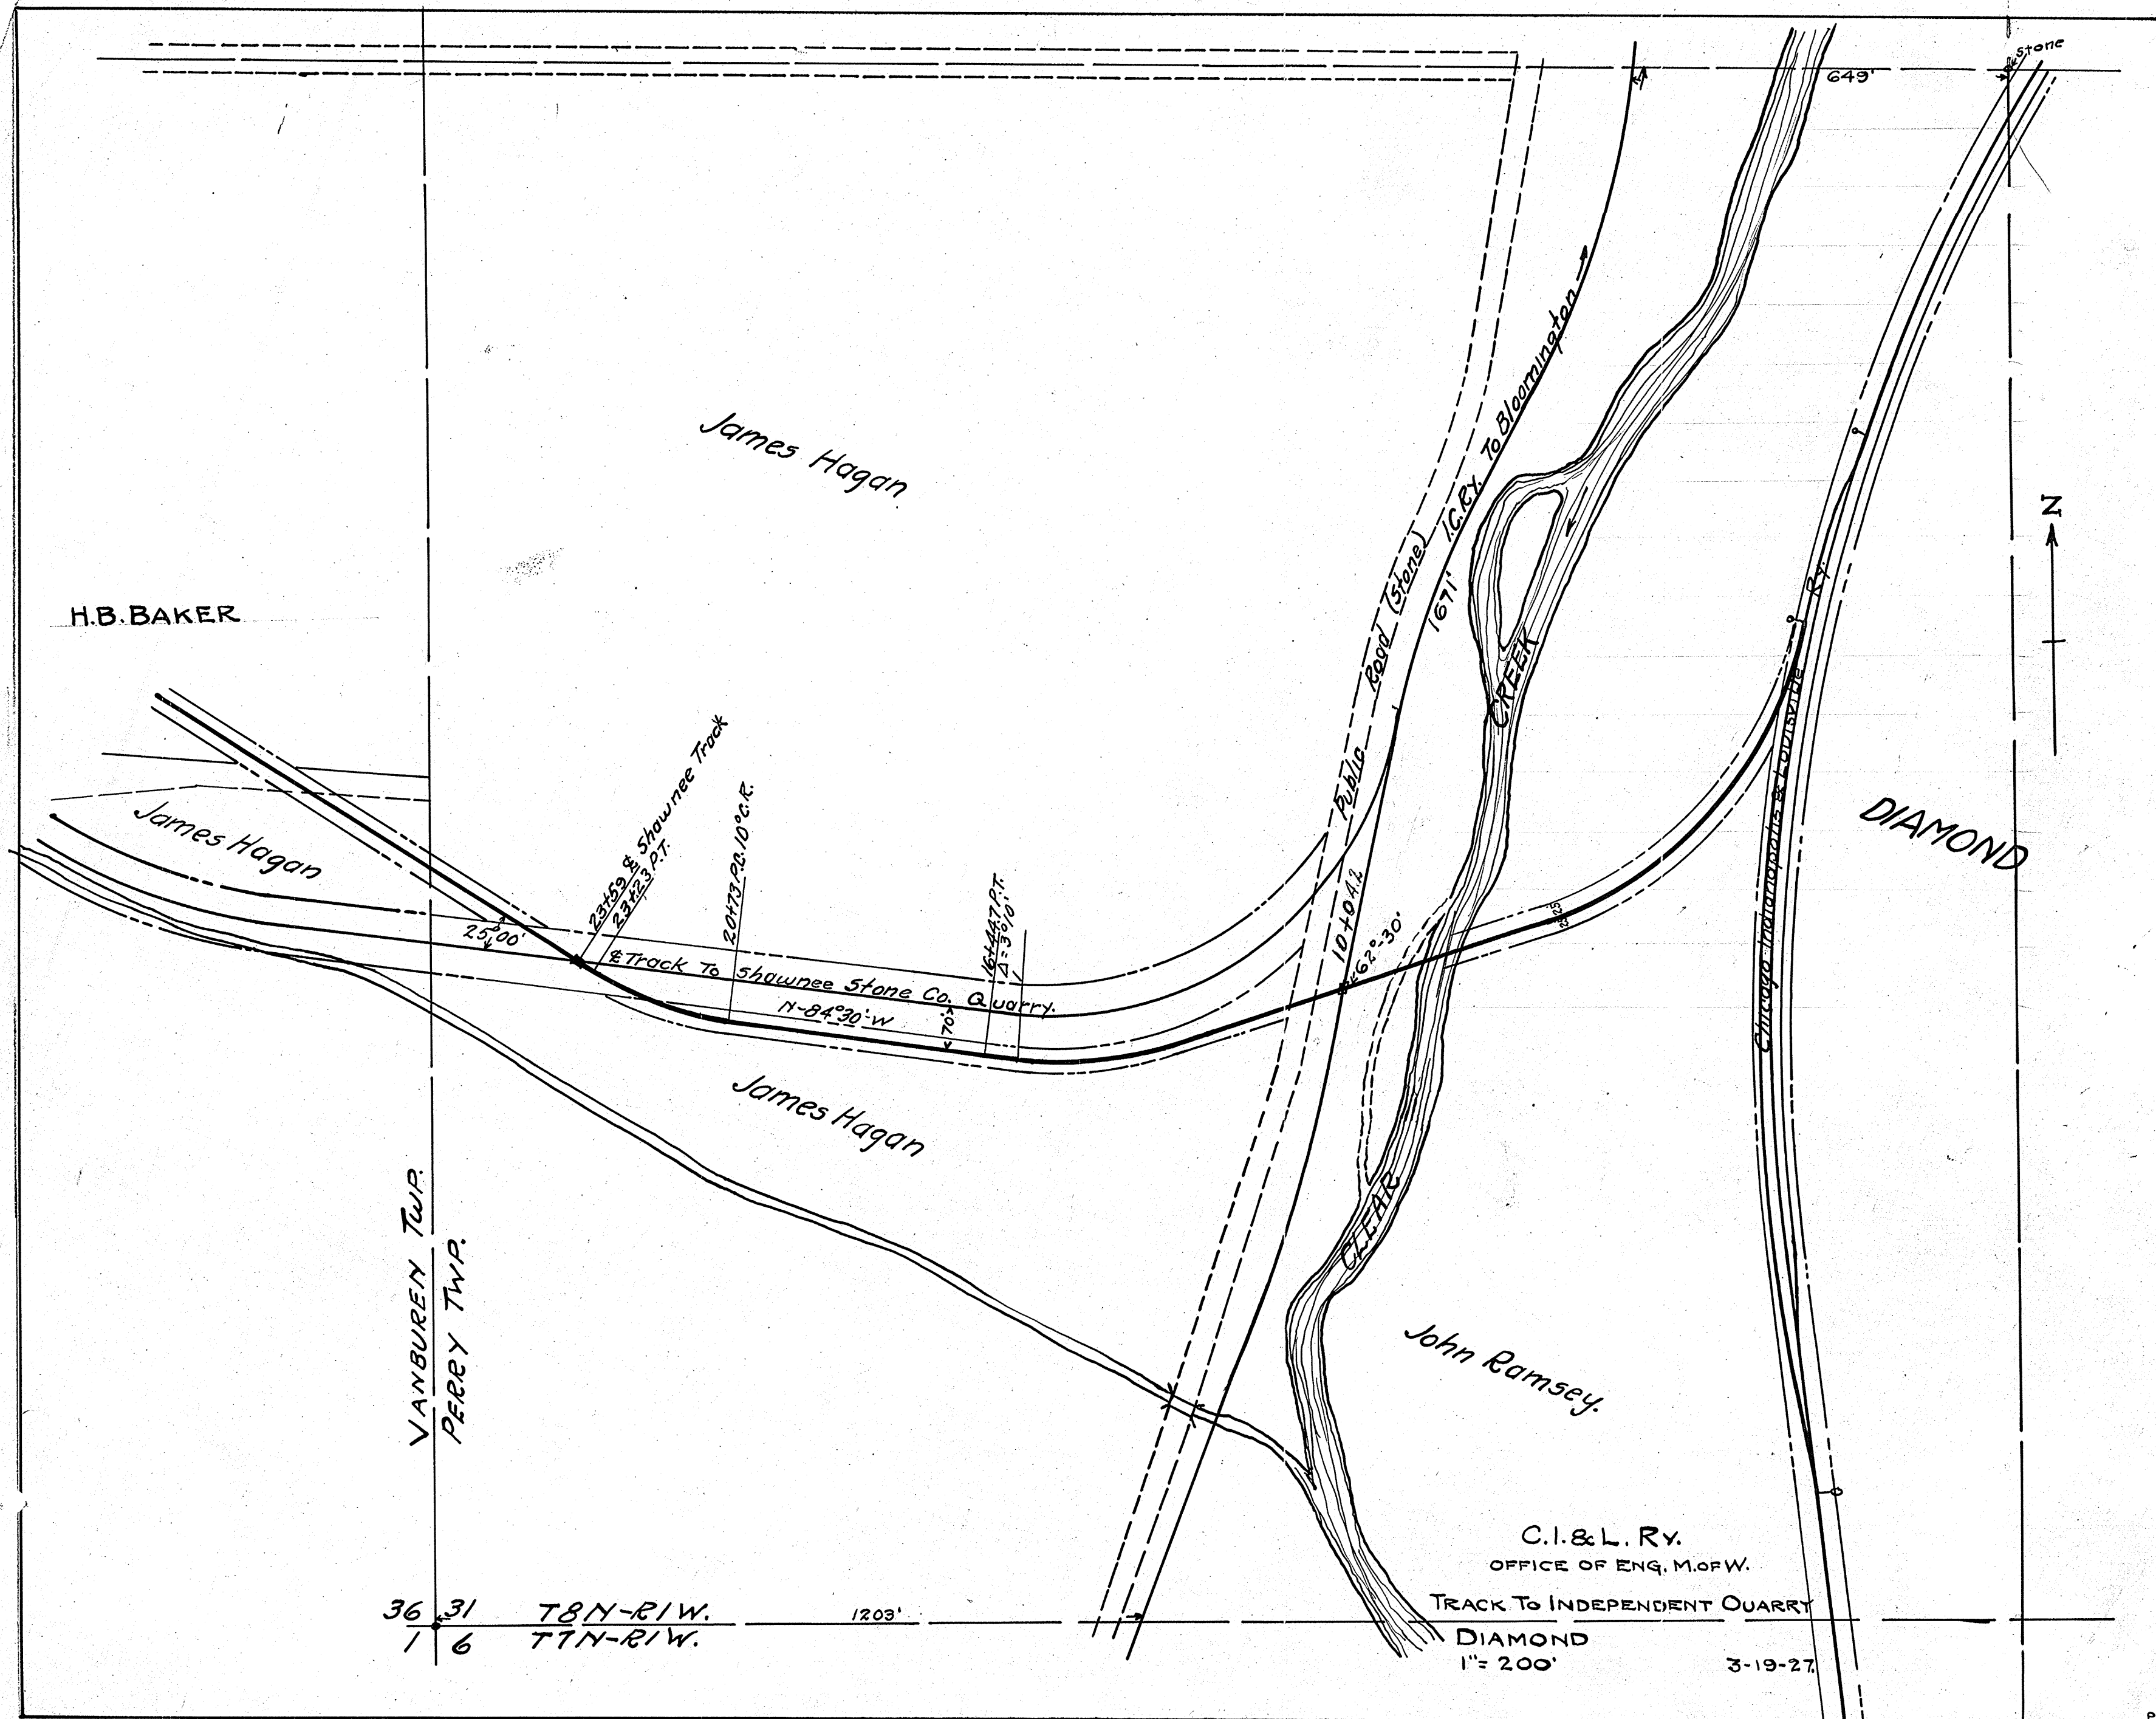 stone
649'
James Hagan
I.C.RY. To Bloomington
1671'
Public Road (Stone)
CLEAR CREEK
N
H.B.BAKER
James Hagan
DIAMOND
Chicago Indianapolis & Louisville Ry.
23+59 ℄ Shawnee Track
23+23 P.T.
20+73 P.C. 10° C.R.
16+44.7 P.T.
Δ=3°10'
10+0
62°-30'
25
25°00'
℄ Track To Shawnee Stone Co. Quarry.
N-84°30'-W
70'
James Hagan
VANBUREN TWP.
PERRY TWP.
John Ramsey.
C.I.& L. RY.
OFFICE OF ENG. M.OF W.
TRACK TO INDEPENDENT QUARRY
DIAMOND
1"= 200'
3-19-27.
36 31 T8N-R1W.
1203'
1 6 T7N-R1W.